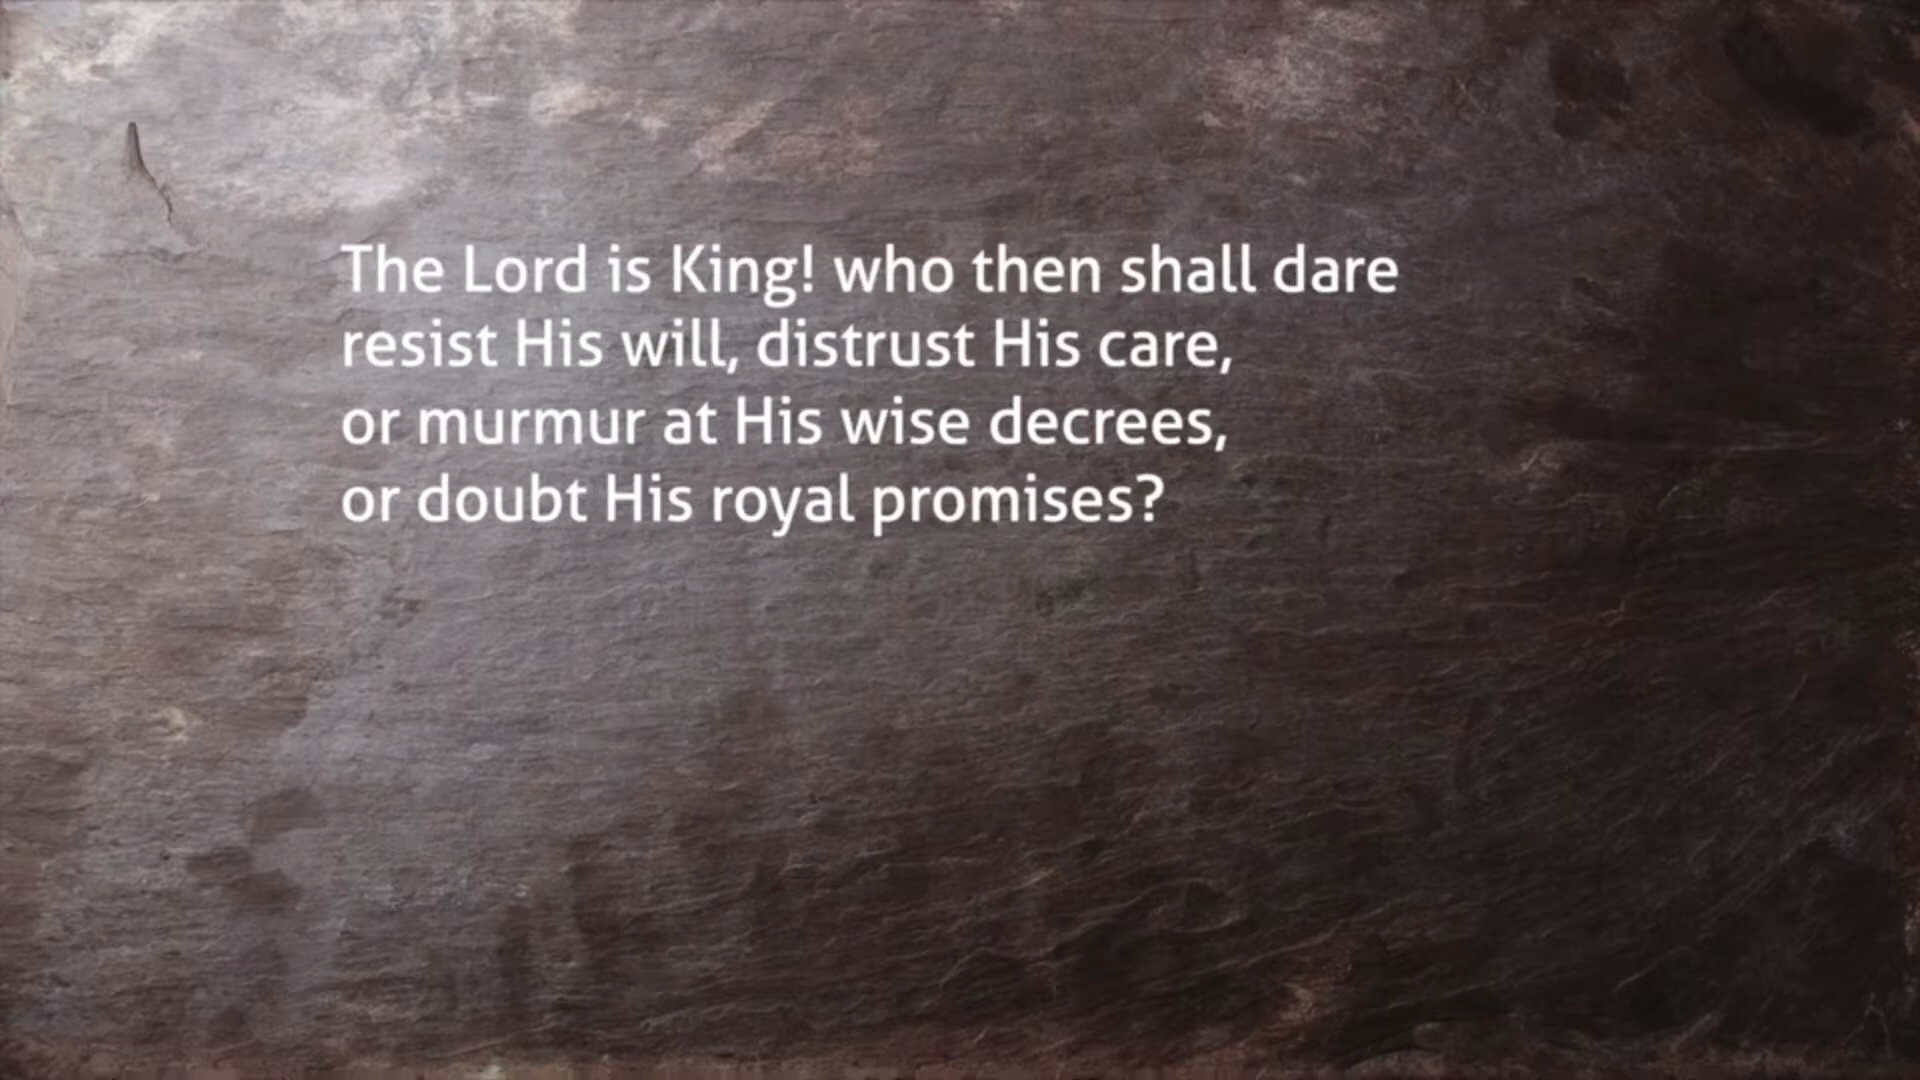 The Lord is King! who then shall dare
resist His will, distrust His care,
or murmur at His wise decrees,
or doubt His royal promises?